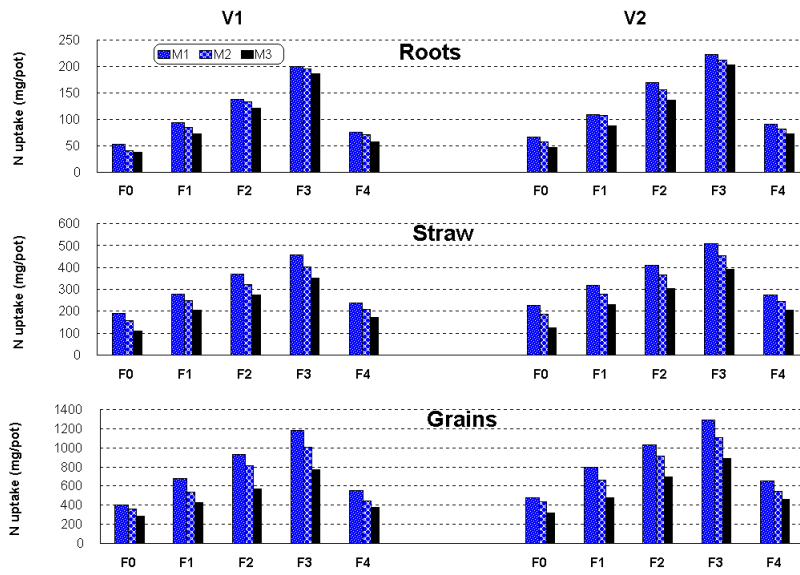 V1 V2
Roots
M1 M2 M3
N uptake (mg/pot)
250
200
150
100
50
0
F0 F1 F2 F3 F4 F0 F1 F2 F3 F4
Straw
N uptake (mg/pot)
600
500
400
300
200
100
0
F0 F1 F2 F3 F4 F0 F1 F2 F3 F4
Grains
N uptake (mg/pot)
1400
1200
1000
800
600
400
200
0
F0 F1 F2 F3 F4 F0 F1 F2 F3 F4